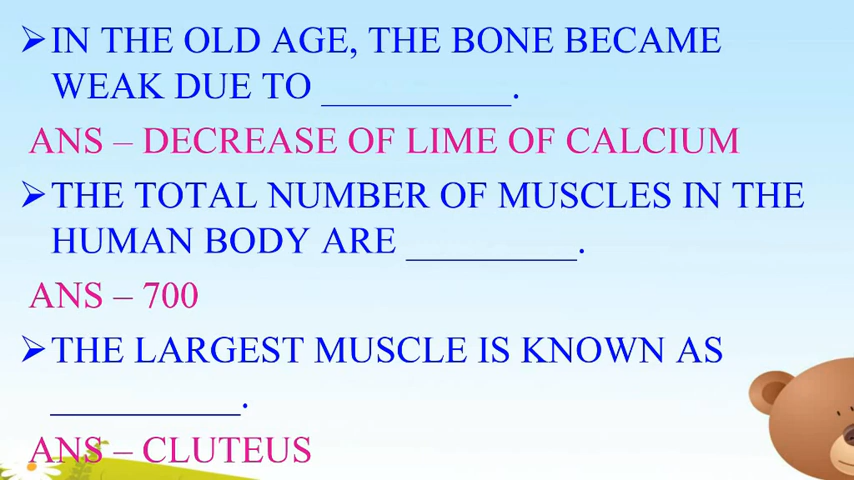 ➢IN THE OLD AGE, THE BONE BECAME
WEAK DUE TO __________.
ANS – DECREASE OF LIME OF CALCIUM
➢THE TOTAL NUMBER OF MUSCLES IN THE
HUMAN BODY ARE _________.
ANS – 700
➢THE LARGEST MUSCLE IS KNOWN AS
__________.
ANS – CLUTEUS